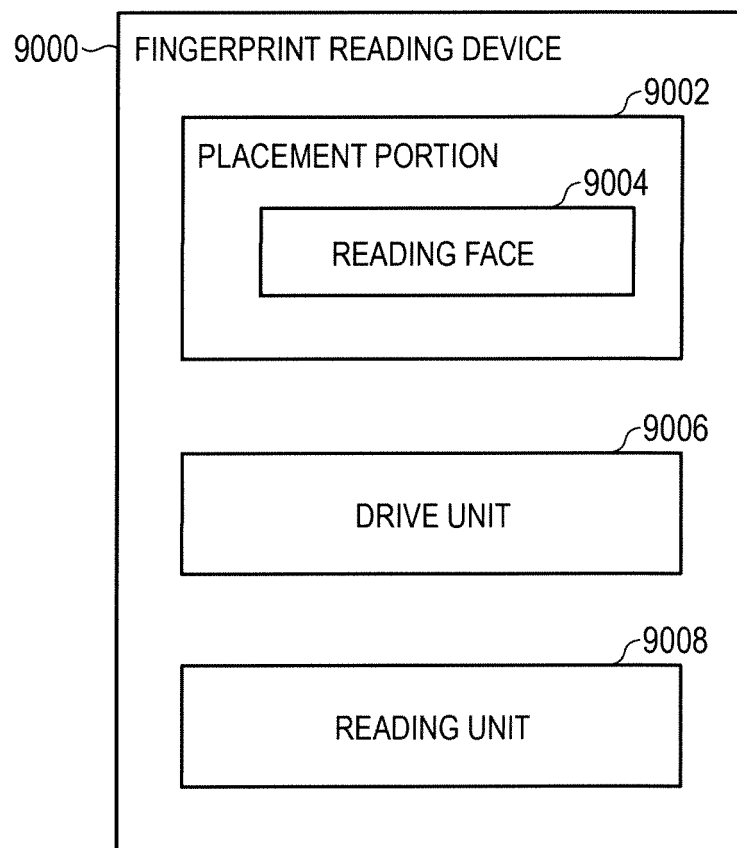 9000 FINGERPRINT READING DEVICE
9002
PLACEMENT PORTION
9004
READING FACE
9006
DRIVE UNIT
9008
READING UNIT